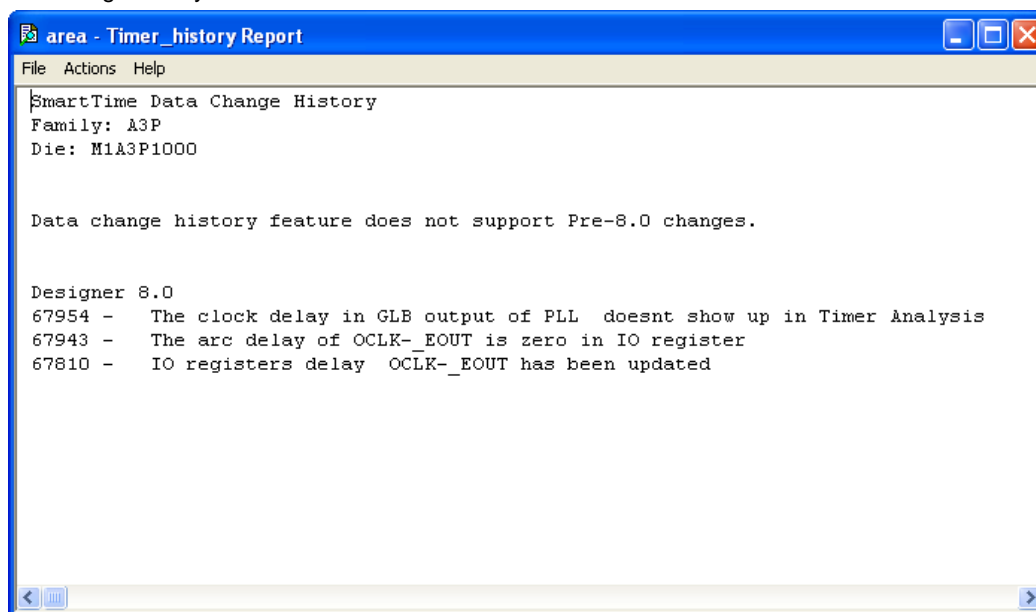 area - Timer_history Report
File Actions Help
SmartTime Data Change History
Family: A3P
Die: M1A3P1000
Data change history feature does not support Pre-8.0 changes.
Designer 8.0
67954 - The clock delay in GLB output of PLL doesnt show up in Timer Analysis
67943 - The arc delay of OCLK-_EOUT is zero in IO register
67810 - IO registers delay OCLK-_EOUT has been updated